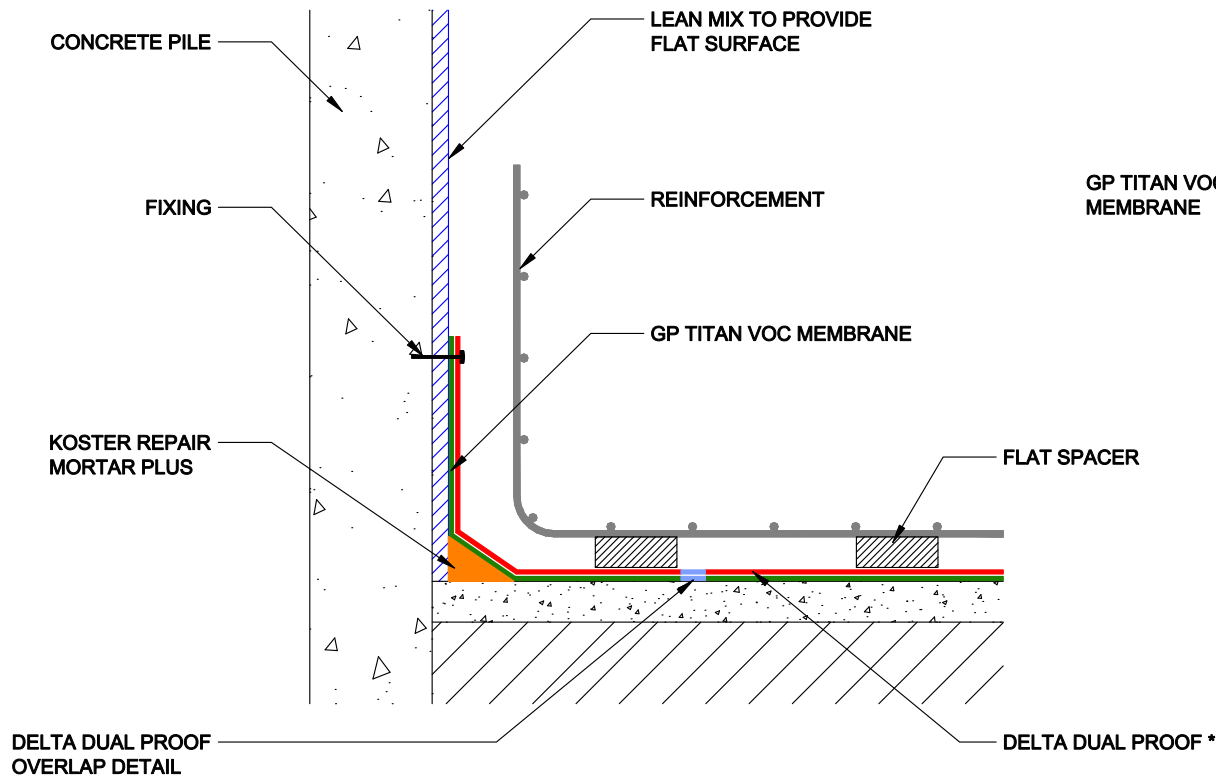 CONCRETE PILE
LEAN MIX TO PROVIDE
FLAT SURFACE
FIXING
REINFORCEMENT
GP TITAN VOC
MEMBRANE
GP TITAN VOC MEMBRANE
KOSTER REPAIR
MORTAR PLUS
FLAT SPACER
DELTA DUAL PROOF
OVERLAP DETAIL
DELTA DUAL PROOF *